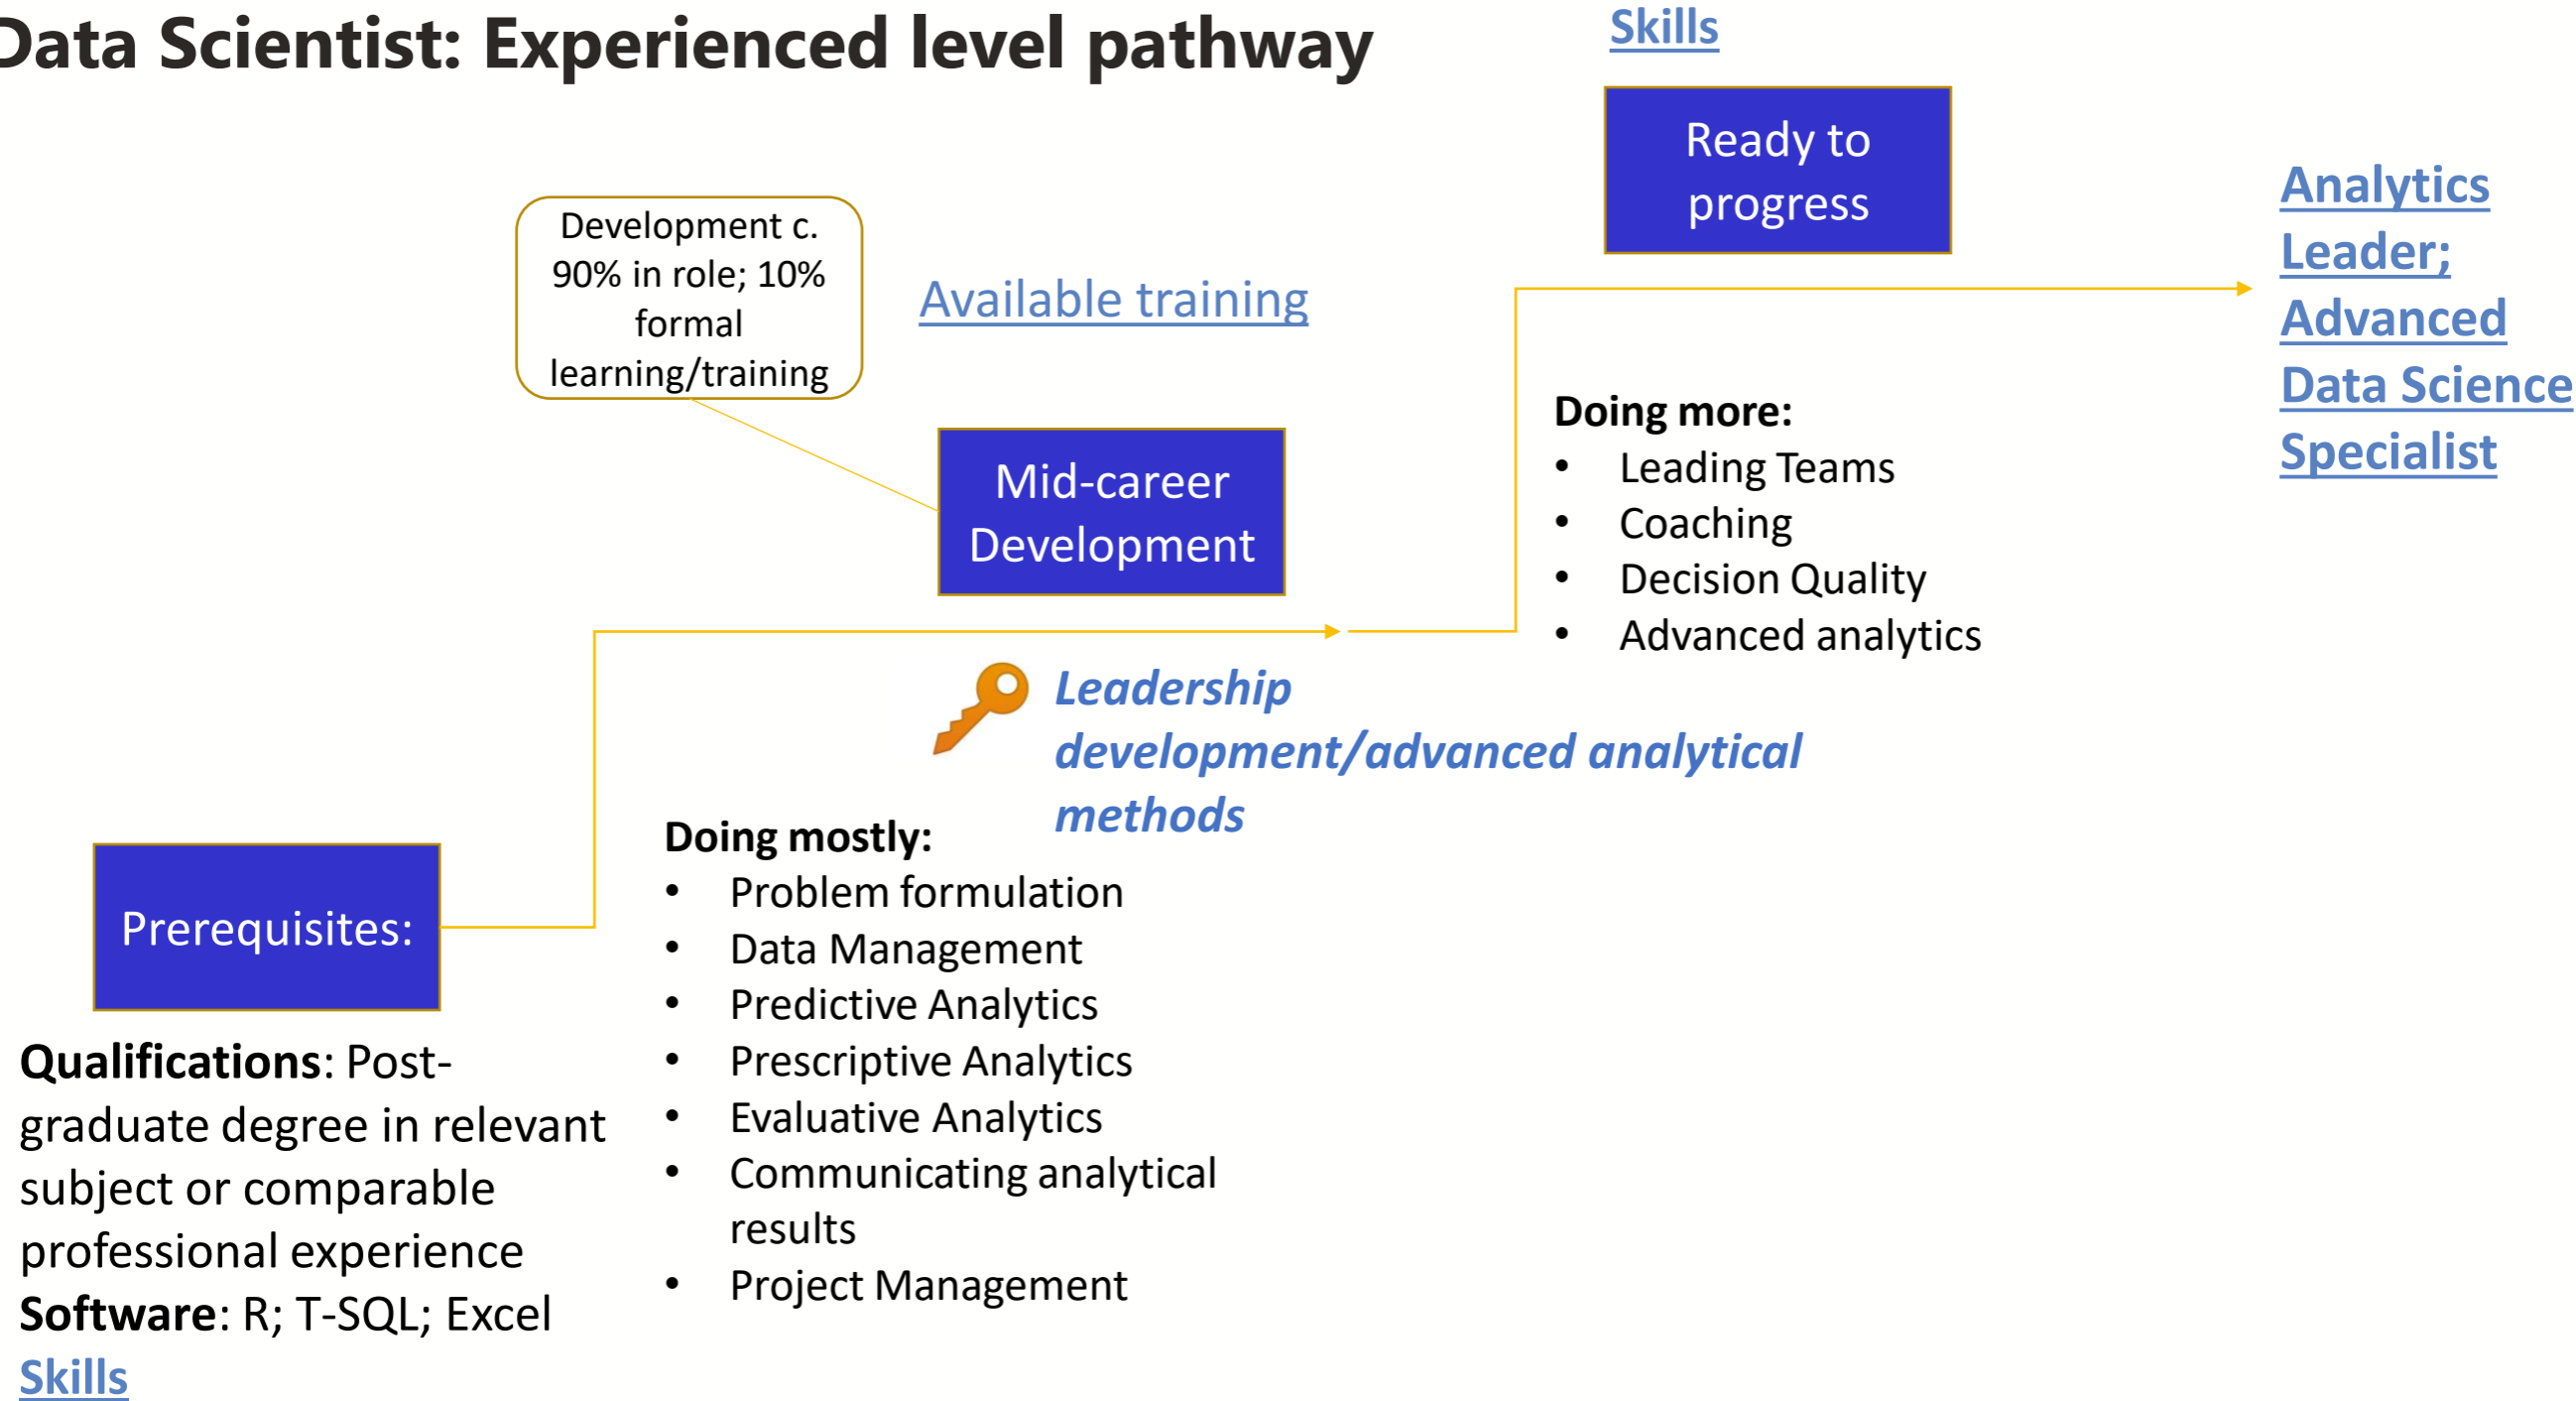 Data Scientist: Experienced level pathway
Skills
Ready to
progress
Analytics
Leader;
Advanced
Data Science
Specialist
Development c.
90% in role; 10%
formal
learning/training
Available training
Mid-career
Development
Doing more:
• Leading Teams
• Coaching
• Decision Quality
• Advanced analytics
Leadership
development/advanced analytical
methods
Prerequisites:
Qualifications: Post-
graduate degree in relevant
subject or comparable
professional experience
Software: R; T-SQL; Excel
Skills
Doing mostly:
• Problem formulation
• Data Management
• Predictive Analytics
• Prescriptive Analytics
• Evaluative Analytics
• Communicating analytical
results
• Project Management